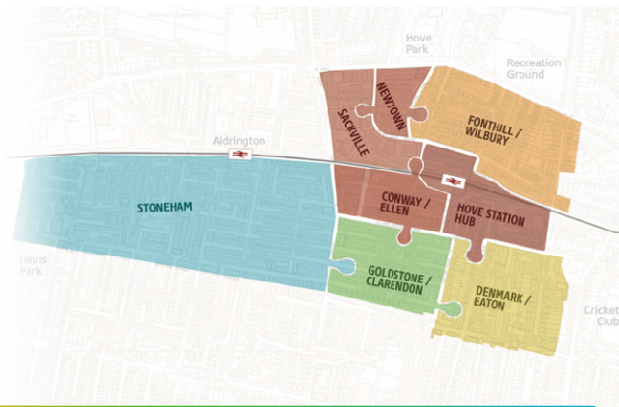 Hove
Park
Recreation
Ground
NEWTOWN
SACKVILLE
FONTHILL /
WILBURY
Aldrington
STONEHAM
CONWAY /
ELLEN
HOVE STATION
HUB
Davis
Park
GOLDSTONE /
CLARENDON
DENMARK /
EATON
Cricket
Club